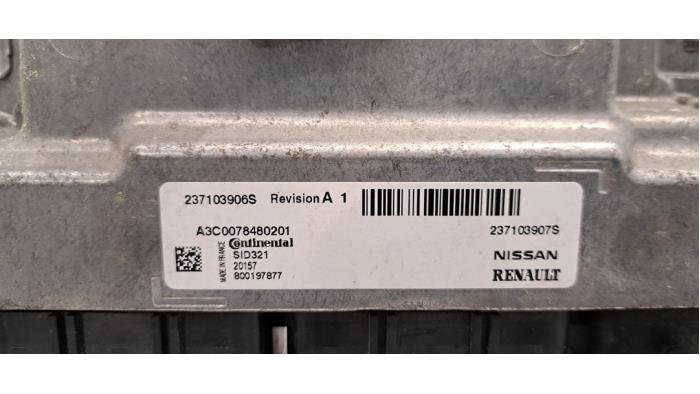 237103906S Revision A 1
A3C0078480201 237103907S
Continental
MADE IN FRANCE
SID321 NISSAN
20157
800197877 RENAULT